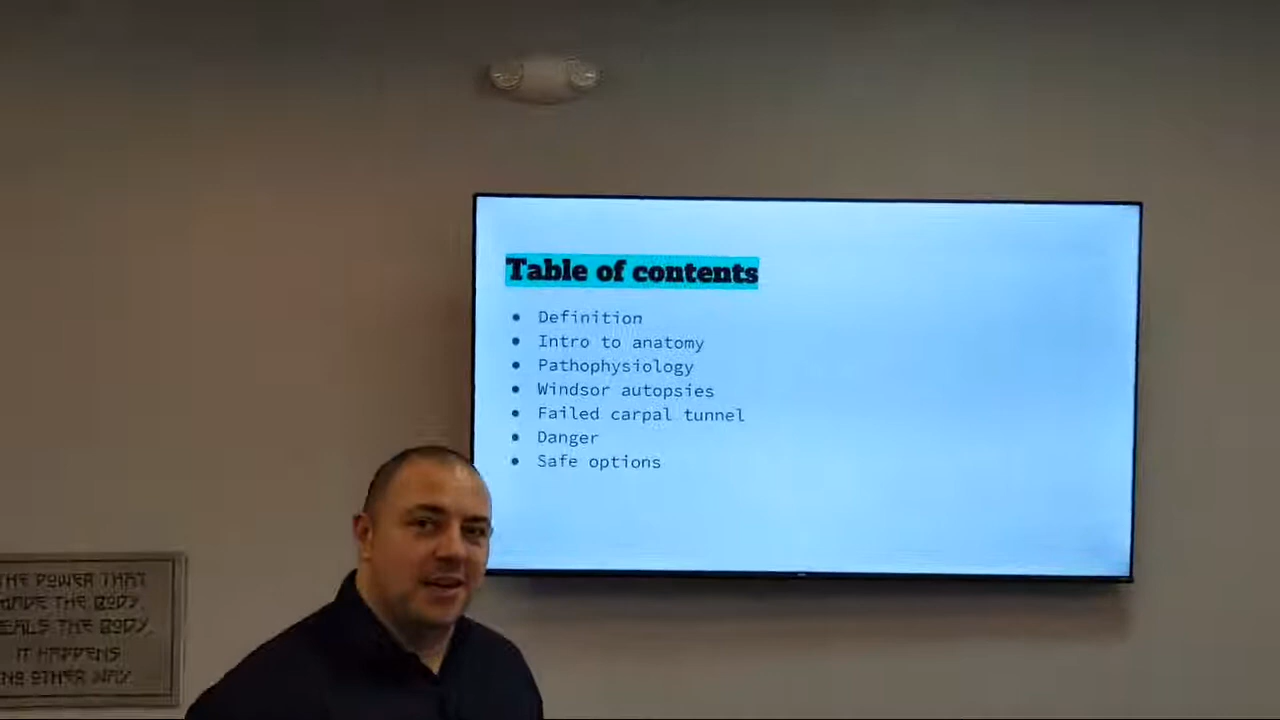 Table of contents
• Definition
• Intro to anatomy
• Pathophysiology
• Windsor autopsies
• Failed carpal tunnel
• Danger
• Safe options
THE POWER THAT
MADE THE BODY
EALS THE BODY
IT HAPPENS
NO OTHER WAY.